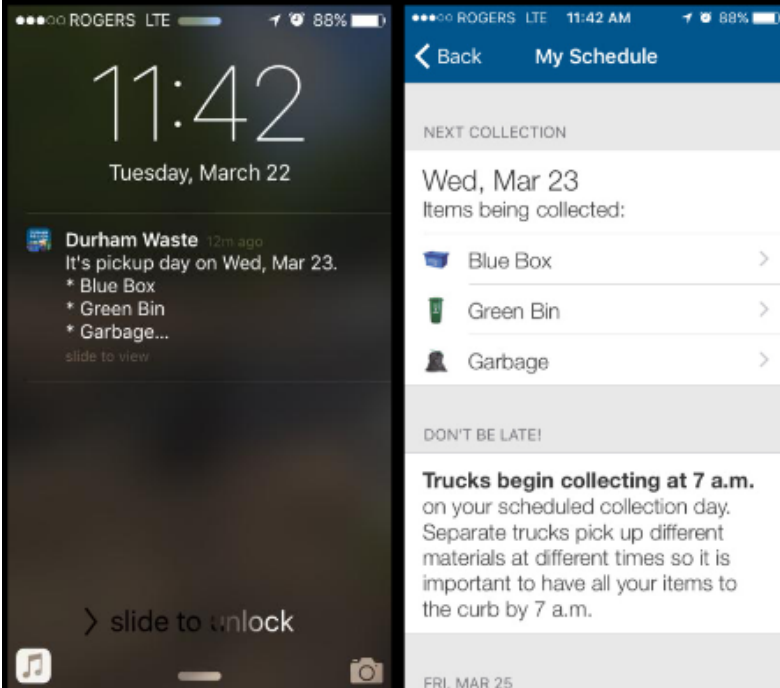 ROGERS LTE 88%
11:42
Tuesday, March 22
Durham Waste 12m ago
It's pickup day on Wed, Mar 23.
* Blue Box
* Green Bin
* Garbage...
slide to view
slide to unlock
ROGERS LTE 11:42 AM 88%
Back My Schedule
NEXT COLLECTION
Wed, Mar 23
Items being collected:
Blue Box
Green Bin
Garbage
DON'T BE LATE!
Trucks begin collecting at 7 a.m.
on your scheduled collection day.
Separate trucks pick up different
materials at different times so it is
important to have all your items to
the curb by 7 a.m.
FRI, MAR 25